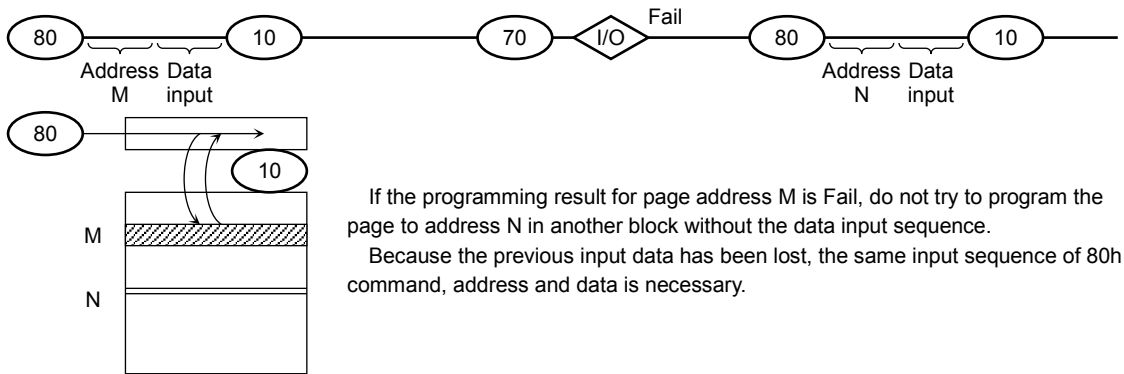 Fail
80 10 70 I/O 80 10
Address Data Address Data
M input N input
80
10
M
N
If the programming result for page address M is Fail, do not try to program the
page to address N in another block without the data input sequence.
Because the previous input data has been lost, the same input sequence of 80h
command, address and data is necessary.